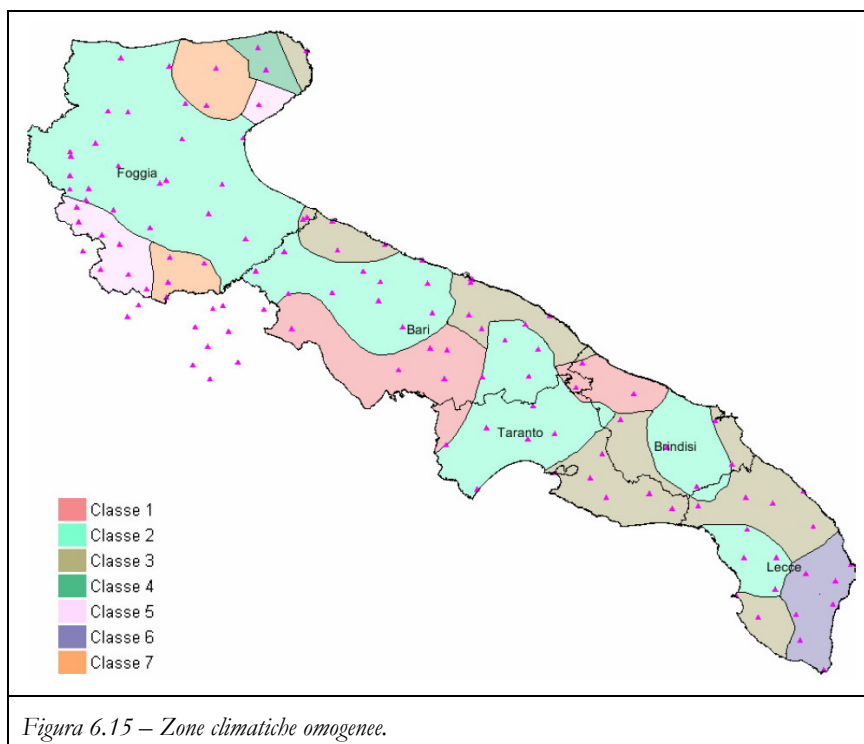 Foggia
Bari
Taranto
Brindisi
Lecce
Classe 1
Classe 2
Classe 3
Classe 4
Classe 5
Classe 6
Classe 7
Figura 6.15 – Zone climatiche omogenee.